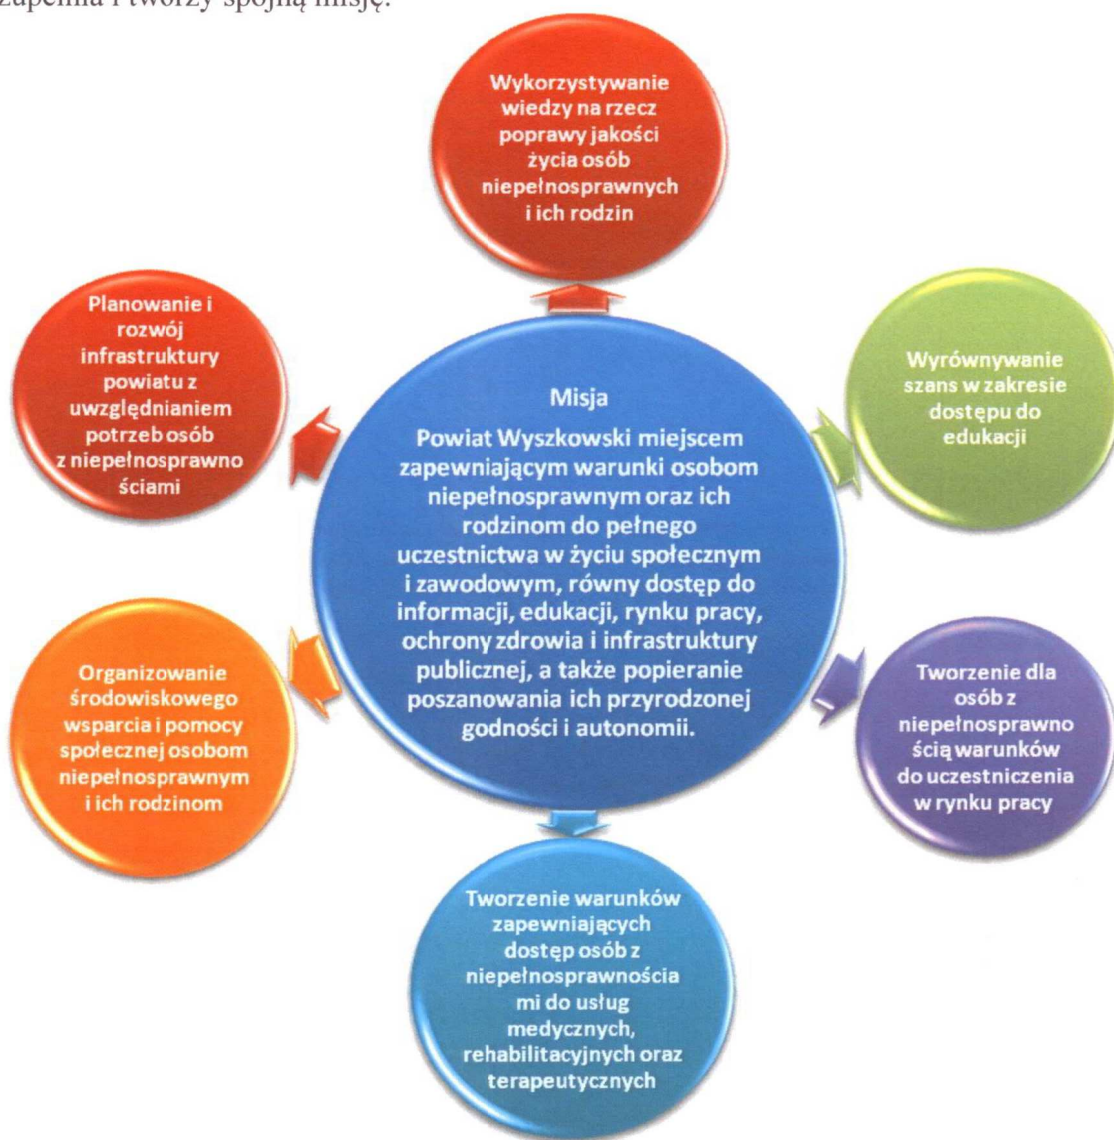 zupełnia i tworzy spójną misję.
Wykorzystywanie
wiedzy na rzecz
poprawy jakości
życia osób
niepełnosprawnych
i ich rodzin
Planowanie i
rozwój
infrastruktury
powiatu z
uwzględnianiem
potrzeb osób
z niepełnosprawno
ściami
Wyrównywanie
szans w zakresie
dostępu do
edukacji
Misja
Powiat Wyszkowski miejscem
zapewniającym warunki osobom
niepełnosprawnym oraz ich
rodzinom do pełnego
uczestnictwa w życiu społecznym
i zawodowym, równy dostęp do
informacji, edukacji, rynku pracy,
ochrony zdrowia i infrastruktury
publicznej, a także popieranie
poszanowania ich przyrodzonej
godności i autonomii.
Organizowanie
środowiskowego
wsparcia i pomocy
społecznej osobom
niepełnosprawnym
i ich rodzinom
Tworzenie dla
osób z
niepełnosprawno
ścią warunków
do uczestniczenia
w rynku pracy
Tworzenie warunków
zapewniających
dostęp osób z
niepełnosprawnościa
mi do usług
medycznych,
rehabilitacyjnych oraz
terapeutycznych